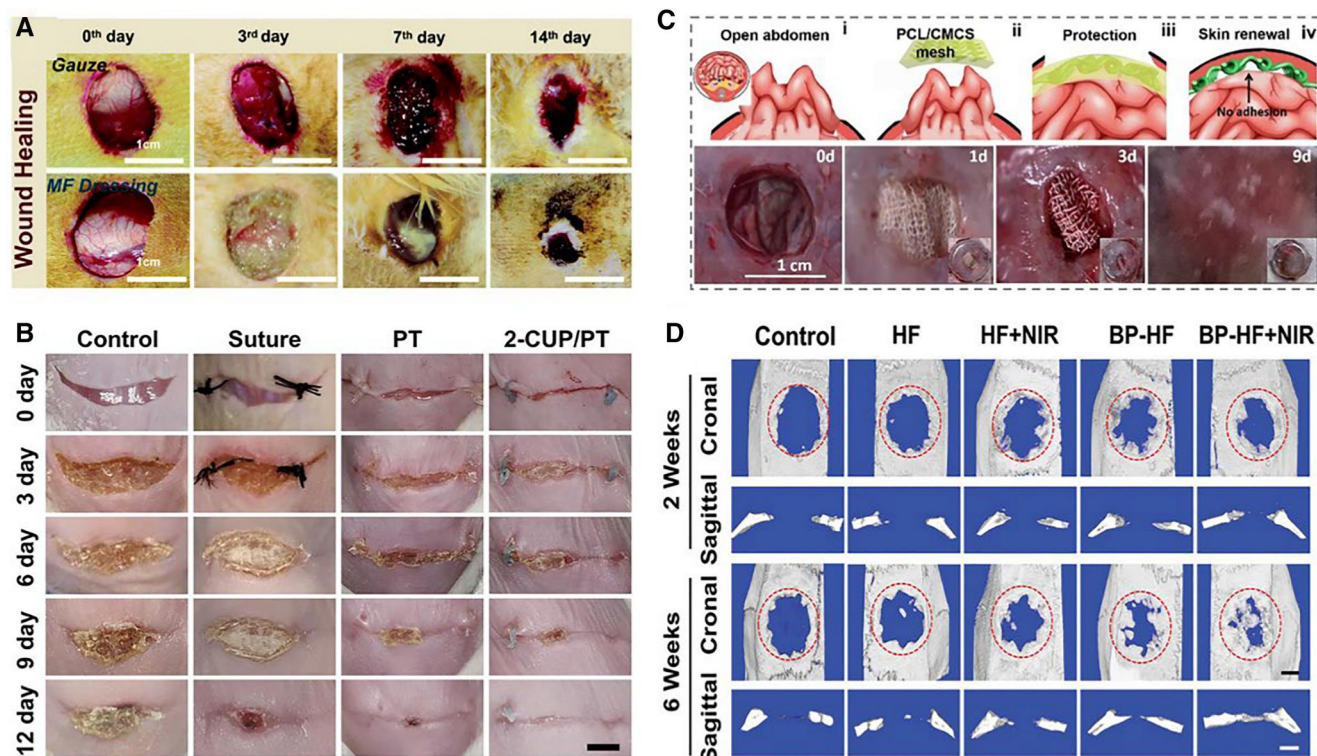 A
0th day
3rd day
7th day
14th day
Wound Healing
Gauze
1cm
MF Dressing
1cm
B
Control
Suture
PT
2-CUP/PT
0 day
3 day
6 day
9 day
12 day
C
Open abdomen
i
PCL/CMCS
mesh
ii
Protection
iii
Skin renewal
iv
No adhesion
0d
1 cm
1d
3d
9d
D
Control
HF
HF+NIR
BP-HF
BP-HF+NIR
2 Weeks
Cronal
Sagittal
6 Weeks
Cronal
Sagittal